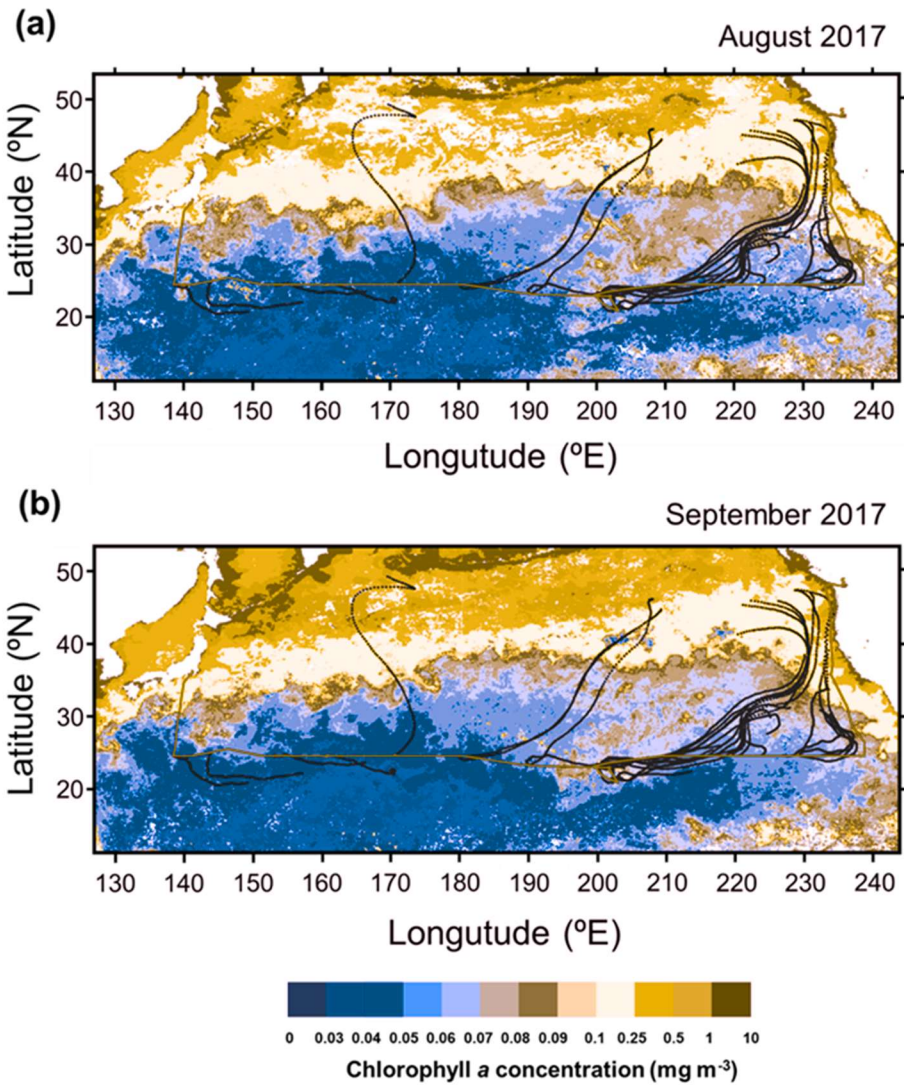 (a)
August 2017
50
40
30
20
Latitude (ºN)
130 140 150 160 170 180 190 200 210 220 230 240
Longutude (ºE)
(b)
September 2017
50
40
30
20
Latitude (ºN)
130 140 150 160 170 180 190 200 210 220 230 240
Longutude (ºE)
0 0.03 0.04 0.05 0.06 0.07 0.08 0.09 0.1 0.25 0.5 1 10
Chlorophyll a concentration (mg m⁻³)